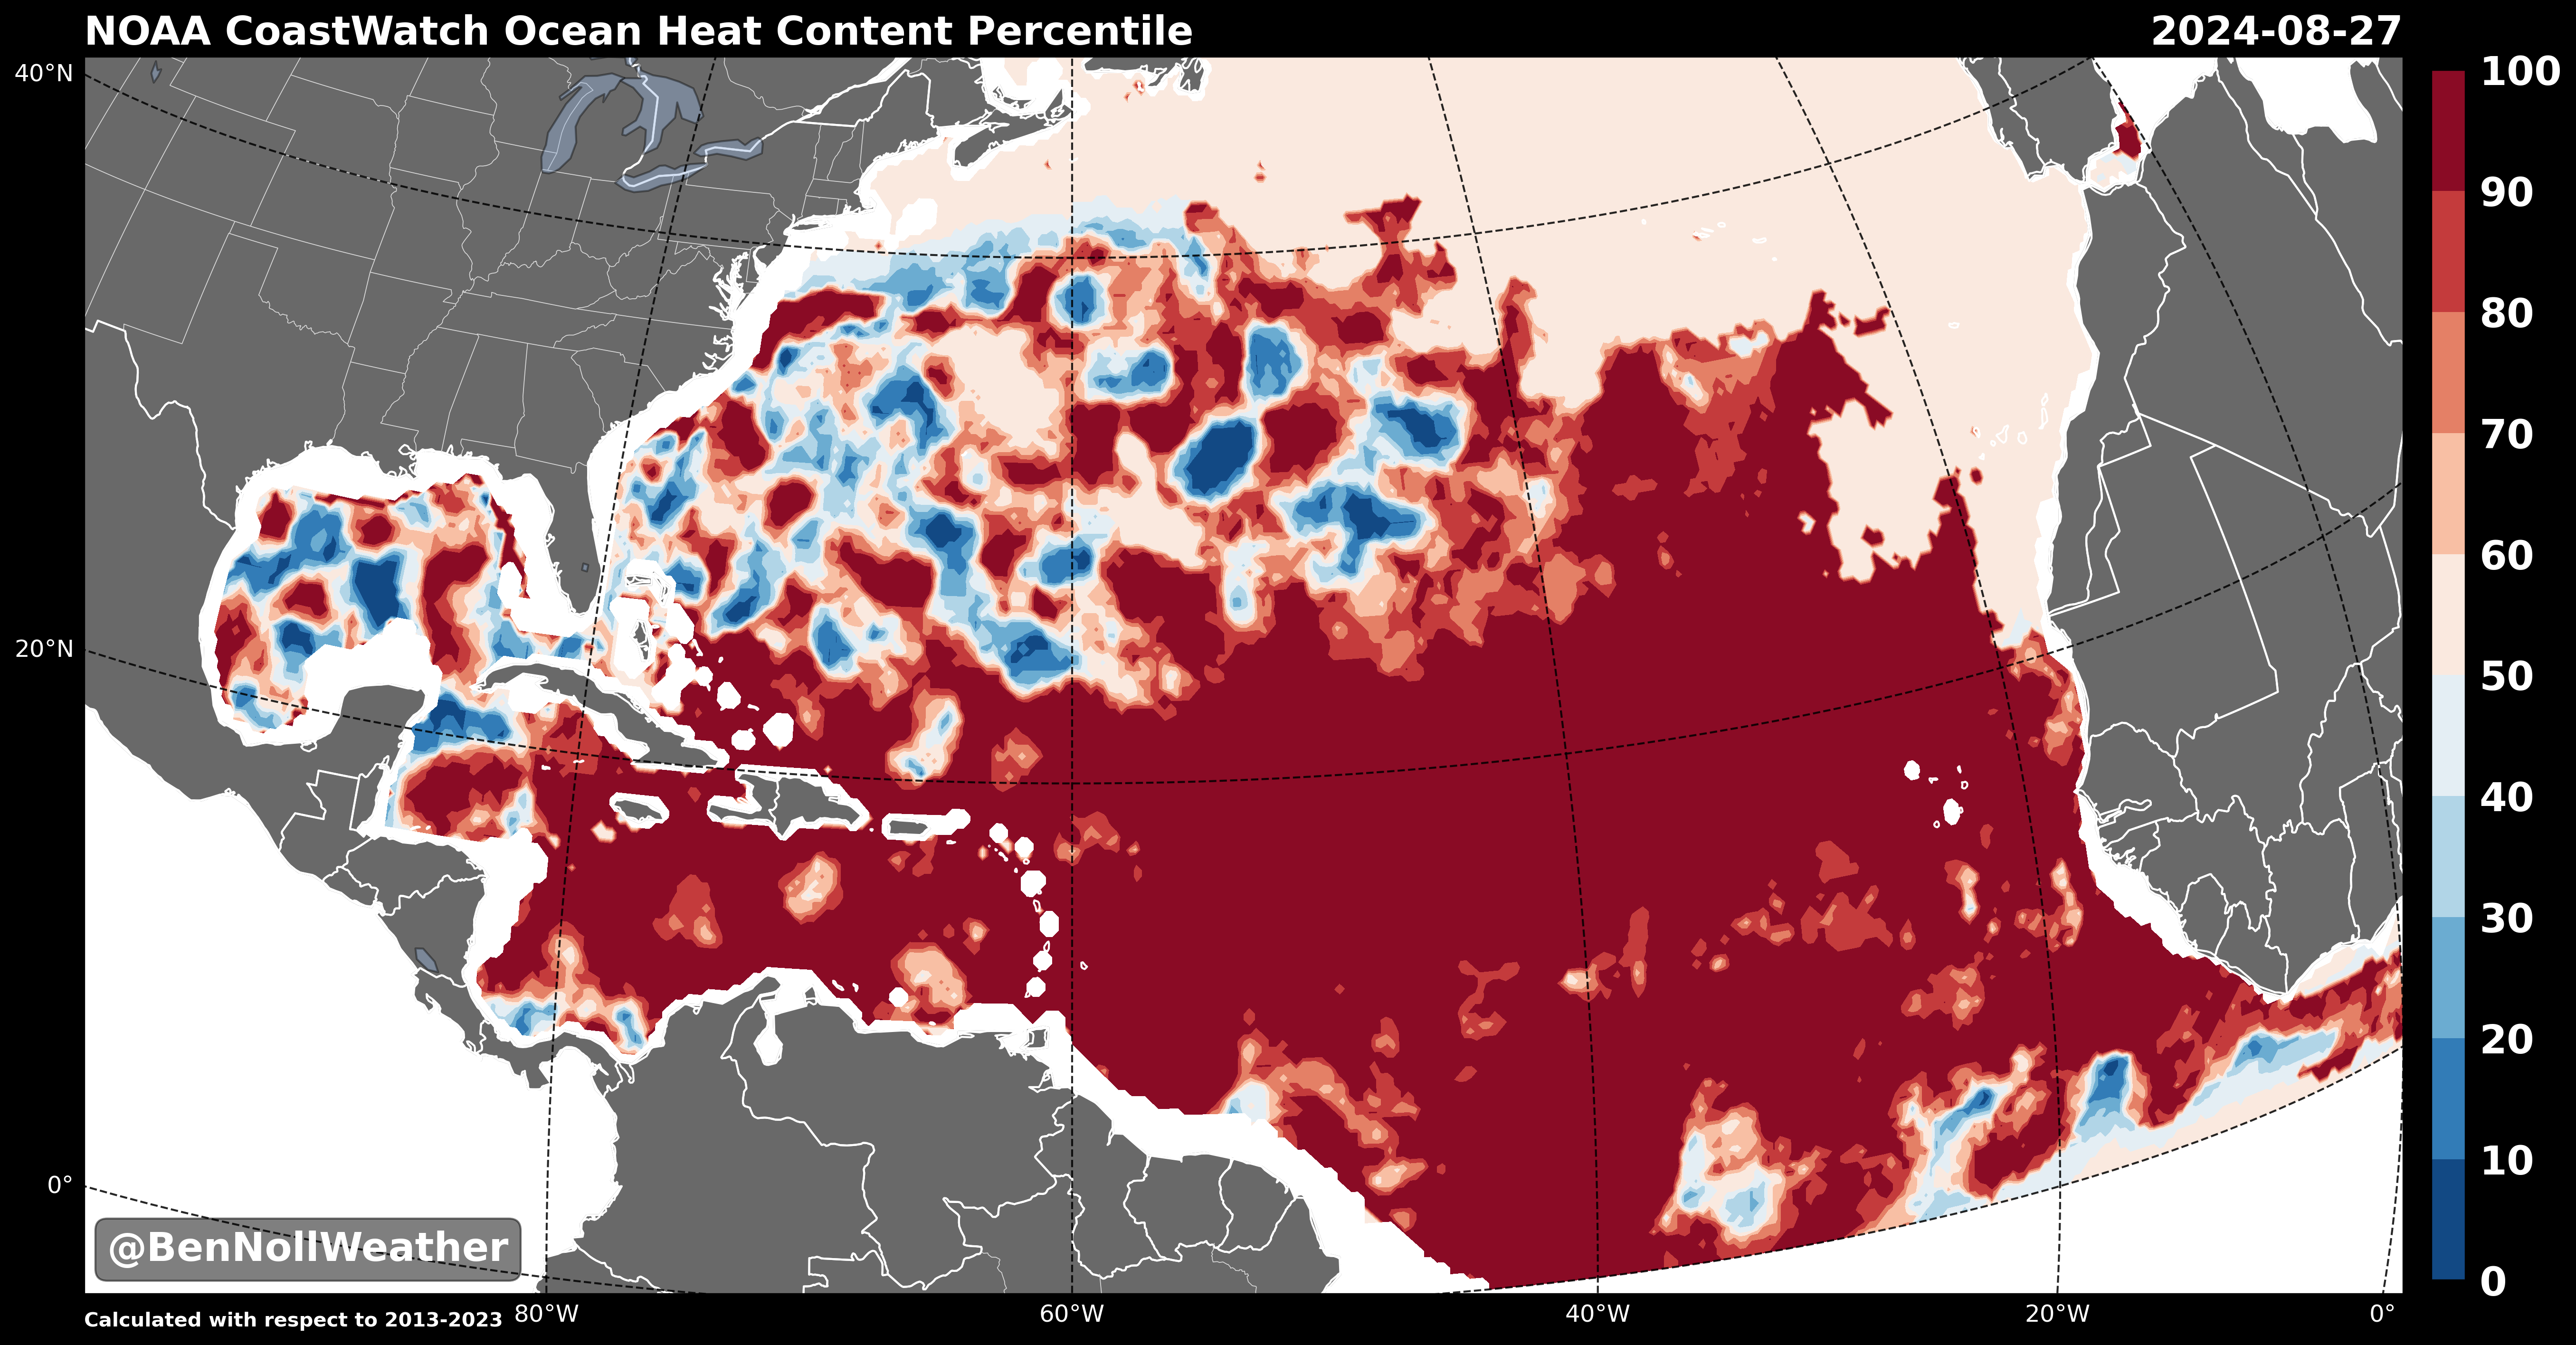 NOAA CoastWatch Ocean Heat Content Percentile
2024-08-27
40°N
20°N
0°
100
90
80
70
60
50
40
30
20
10
0
@BenNollWeather
Calculated with respect to 2013-2023
80°W
60°W
40°W
20°W
0°